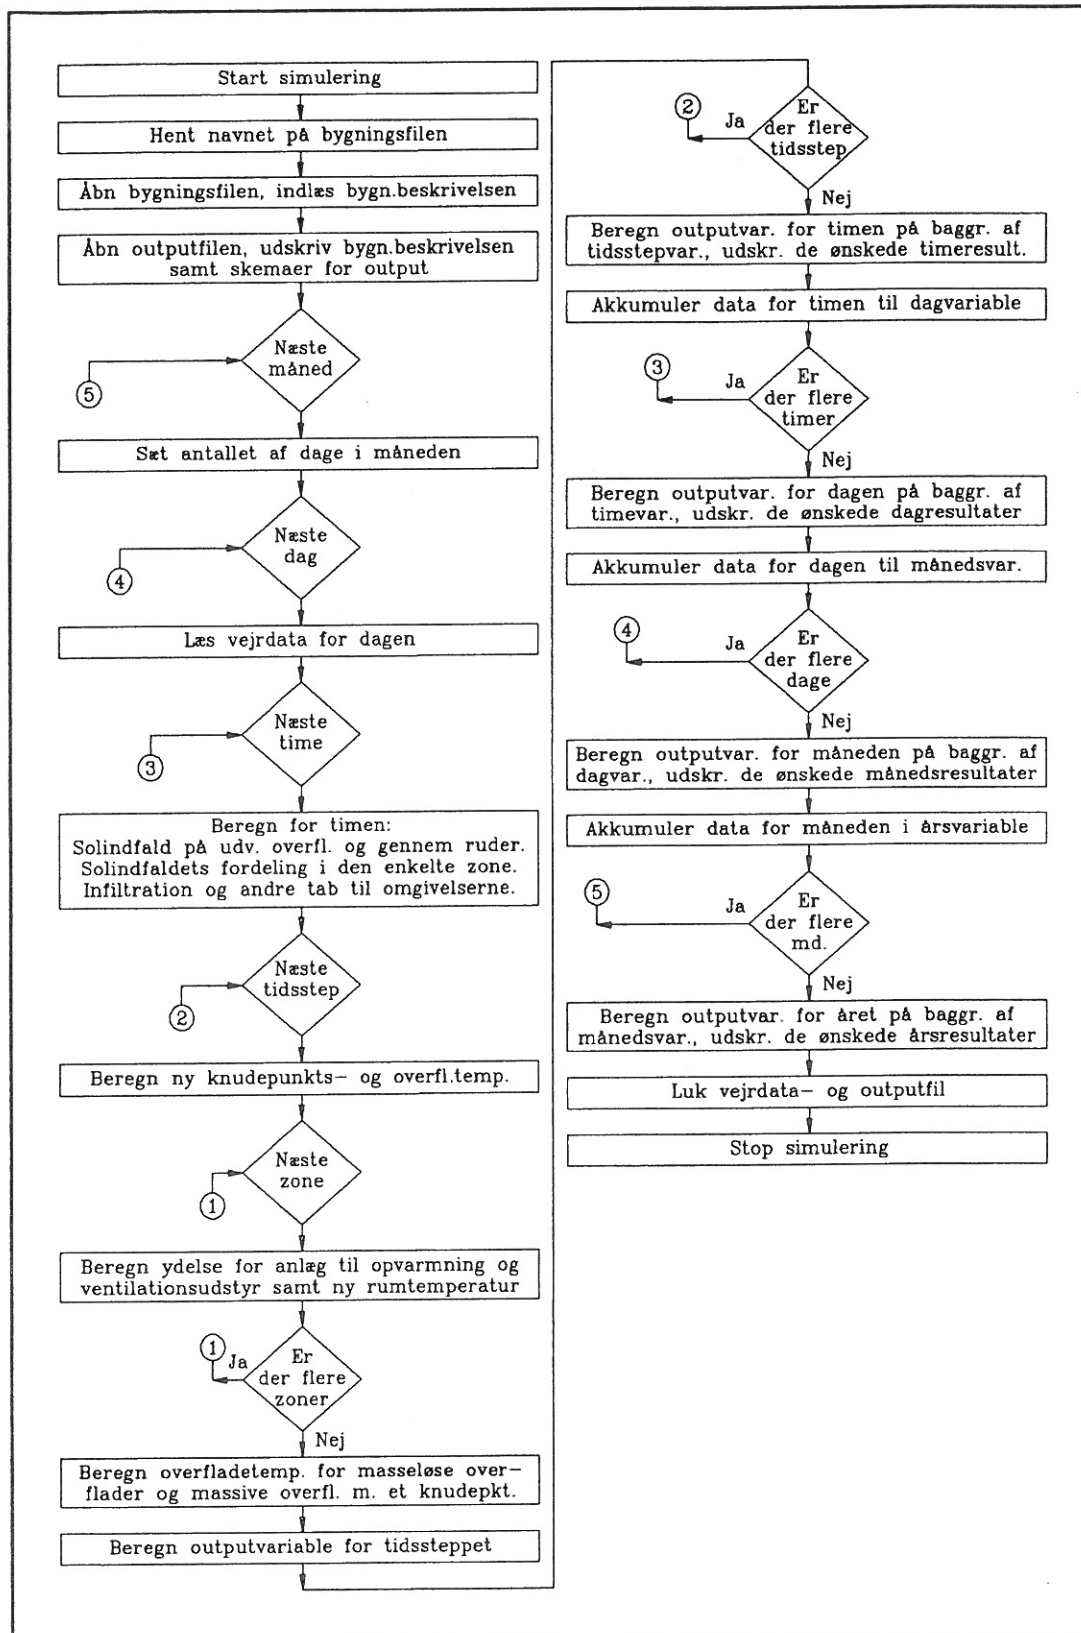 Start simulering
Hent navnet på bygningsfilen
Åbn bygningsfilen, indlæs bygn.beskrivelsen
Åbn outputfilen, udskriv bygn.beskrivelsen
samt skemaer for output
Næste
måned
5
Sæt antallet af dage i måneden
Næste
dag
4
Læs vejrdata for dagen
Næste
time
3
Beregn for timen:
Solindfald på udv. overfl. og gennem ruder.
Solindfaldets fordeling i den enkelte zone.
Infiltration og andre tab til omgivelserne.
Næste
tidsstep
2
Beregn ny knudepunkts- og overfl.temp.
Næste
zone
1
Beregn ydelse for anlæg til opvarmning og
ventilationsudstyr samt ny rumtemperatur
1
Ja
Er
der flere
zoner
Nej
Beregn overfladetemp. for masseløse over-
flader og massive overfl. m. et knudepkt.
Beregn outputvariable for tidssteppet
2
Ja
Er
der flere
tidsstep
Nej
Beregn outputvar. for timen på baggr. af
tidsstepvar., udskr. de ønskede timeresult.
Akkumuler data for timen til dagvariable
3
Ja
Er
der flere
timer
Nej
Beregn outputvar. for dagen på baggr. af
timevar., udskr. de ønskede dagresultater
Akkumuler data for dagen til månedsvar.
4
Ja
Er
der flere
dage
Nej
Beregn outputvar. for måneden på baggr. af
dagvar., udskr. de ønskede månedsresultater
Akkumuler data for måneden i årsvariable
5
Ja
Er
der flere
md.
Nej
Beregn outputvar. for året på baggr. af
månedsvar., udskr. de ønskede årsresultater
Luk vejrdata- og outputfil
Stop simulering